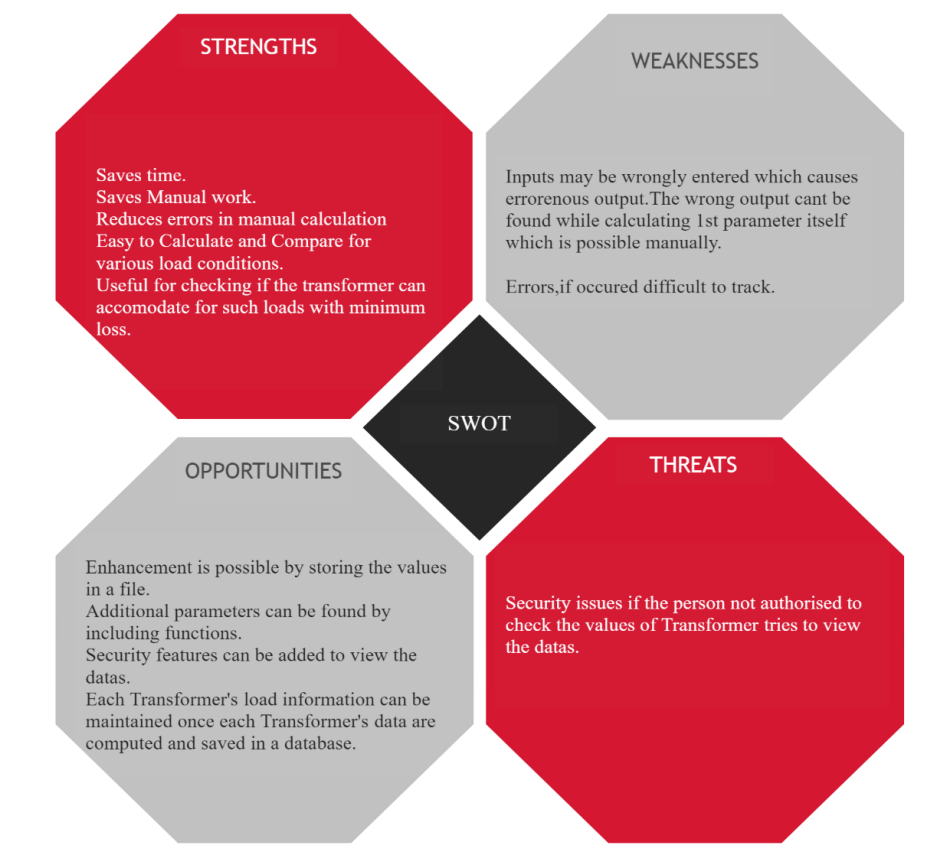 STRENGTHS
Saves time.
Saves Manual work.
Reduces errors in manual calculation
Easy to Calculate and Compare for
various load conditions.
Useful for checking if the transformer can
accomodate for such loads with minimum
loss.
WEAKNESSES
Inputs may be wrongly entered which causes
errorenous output.The wrong output cant be
found while calculating 1st parameter itself
which is possible manually.
Errors,if occured difficult to track.
SWOT
OPPORTUNITIES
Enhancement is possible by storing the values
in a file.
Additional parameters can be found by
including functions.
Security features can be added to view the
datas.
Each Transformer's load information can be
maintained once each Transformer's data are
computed and saved in a database.
THREATS
Security issues if the person not authorised to
check the values of Transformer tries to view
the datas.